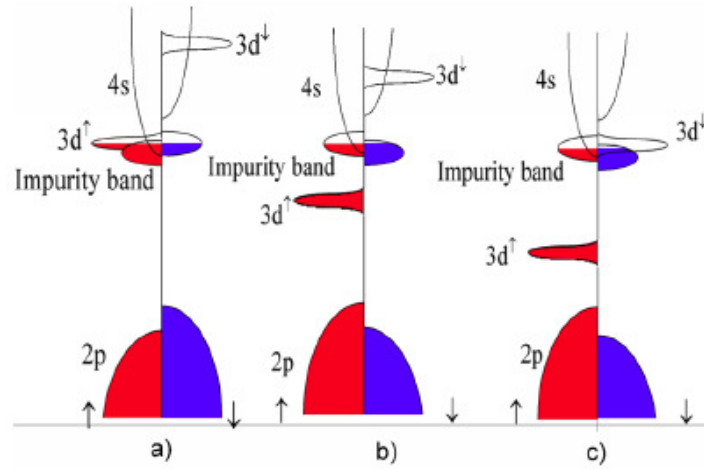 4s 3d↓
3d↑
Impurity band
2p
↑ ↓
a)
4s 3d↓
Impurity band
3d↑
2p
↑ ↓
b)
4s
3d↓
Impurity band
3d↑
2p
↑ ↓
c)